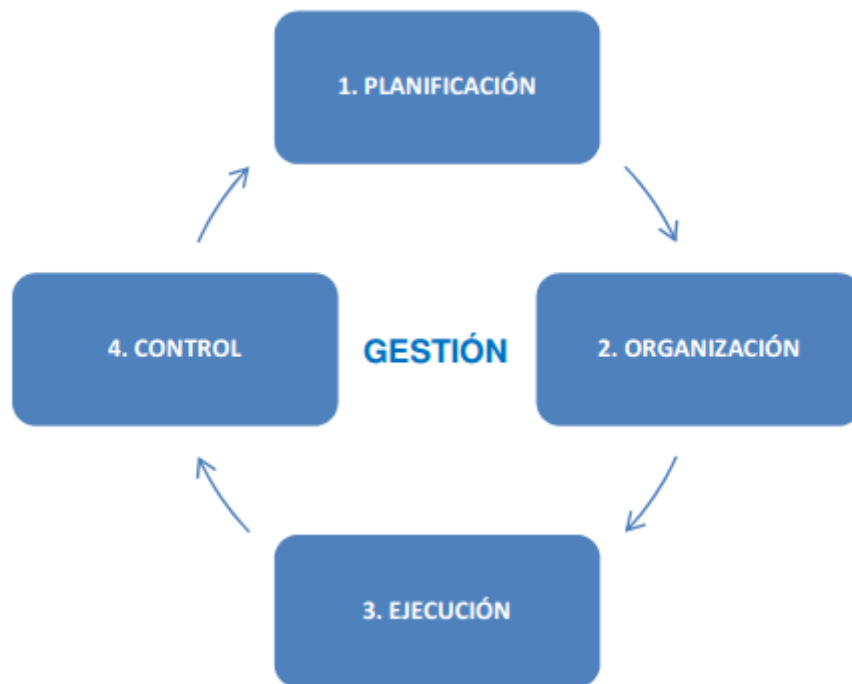 1. PLANIFICACIÓN
4. CONTROL
GESTIÓN
2. ORGANIZACIÓN
3. EJECUCIÓN